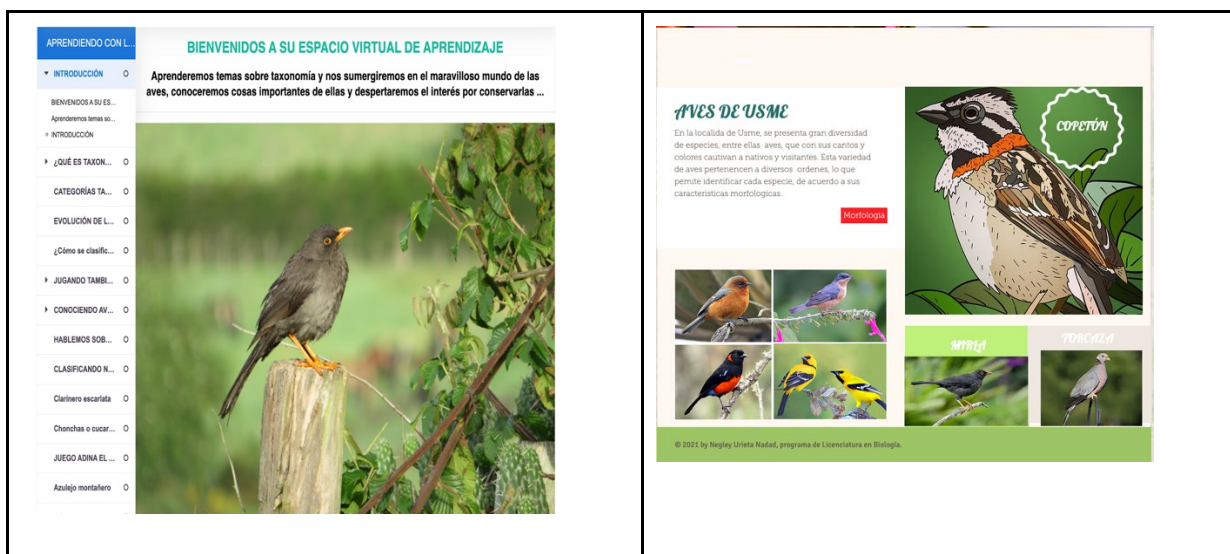 APRENDIENDO CON L...
INTRODUCCIÓN
BIENVENIDOS A SU ES...
Aprenderemos temas so...
INTRODUCCIÓN
¿QUÉ ES TAXON...
CATEGORÍAS TA...
EVOLUCIÓN DE L...
¿Cómo se clasific...
JUGANDO TAMBI...
CONOCIENDO AV...
HABLEMOS SOB...
CLASIFICANDO N...
Clarinero escarlata
Chonchas o cucar...
JUEGO ADINA EL ...
Azulejo montañero
BIENVENIDOS A SU ESPACIO VIRTUAL DE APRENDIZAJE
Aprenderemos temas sobre taxonomía y nos sumergiremos en el maravilloso mundo de las
aves, conoceremos cosas importantes de ellas y despertaremos el interés por conservarlas ...
AVES DE USME
En la localida de Usme, se presenta gran diversidad
de especies, entre ellas aves, que con sus cantos y
colores cautivan a nativos y visitantes. Esta variedad
de aves pertenencen a diversos ordenes, lo que
permite identificar cada especie, de acuerdo a sus
caracteristicas morfologicas.
Morfologia
COPETÓN
MIRLA
TORCAZA
© 2021 by Negley Urieta Nadad, programa de Licenciatura en Biología.